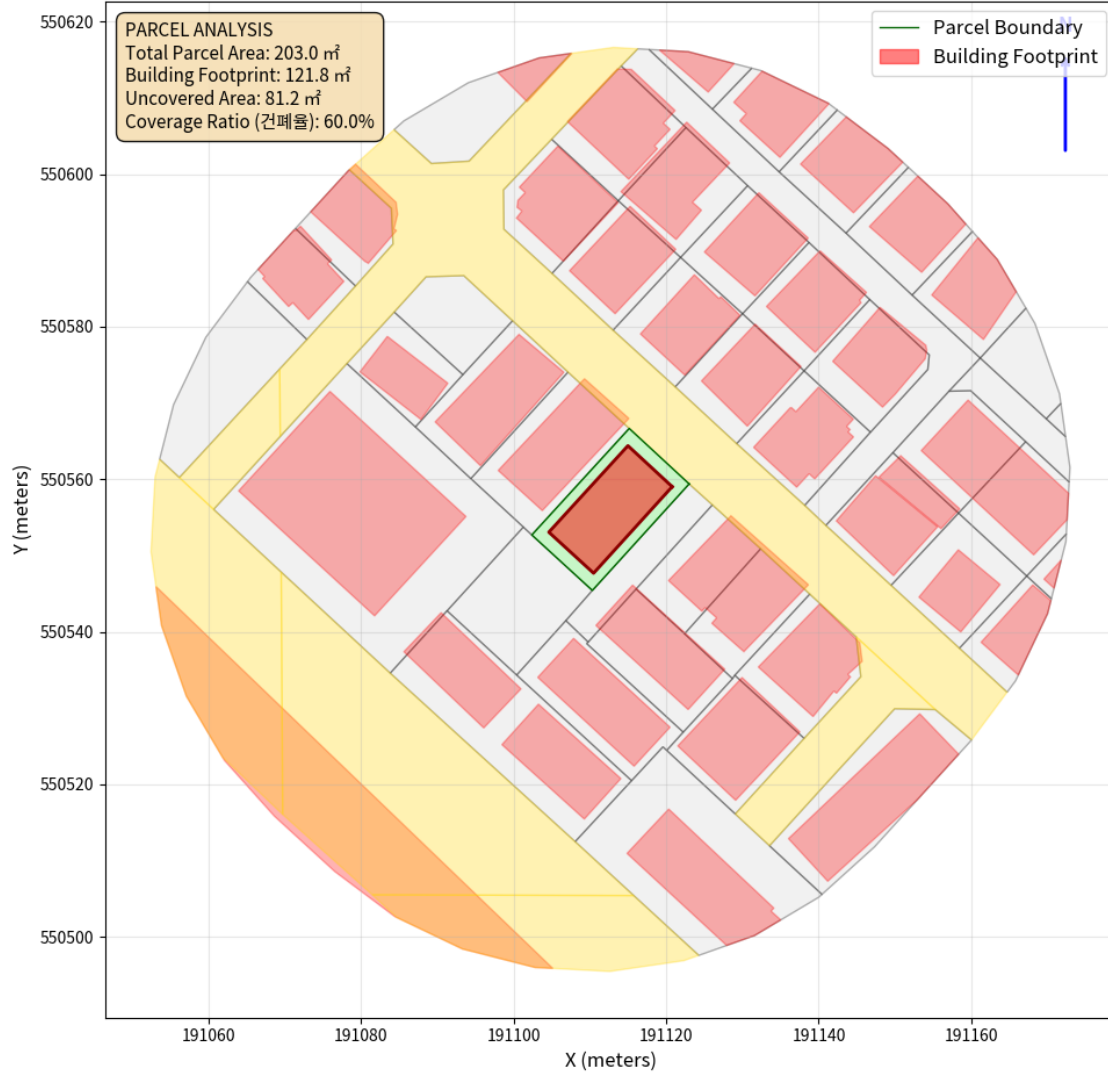 PARCEL ANALYSIS
Total Parcel Area: 203.0 ㎡
Building Footprint: 121.8 ㎡
Uncovered Area: 81.2 ㎡
Coverage Ratio (건폐율): 60.0%
Parcel Boundary
Building Footprint
N
550620
550600
550580
550560
550540
550520
550500
Y (meters)
191060
191080
191100
191120
191140
191160
X (meters)